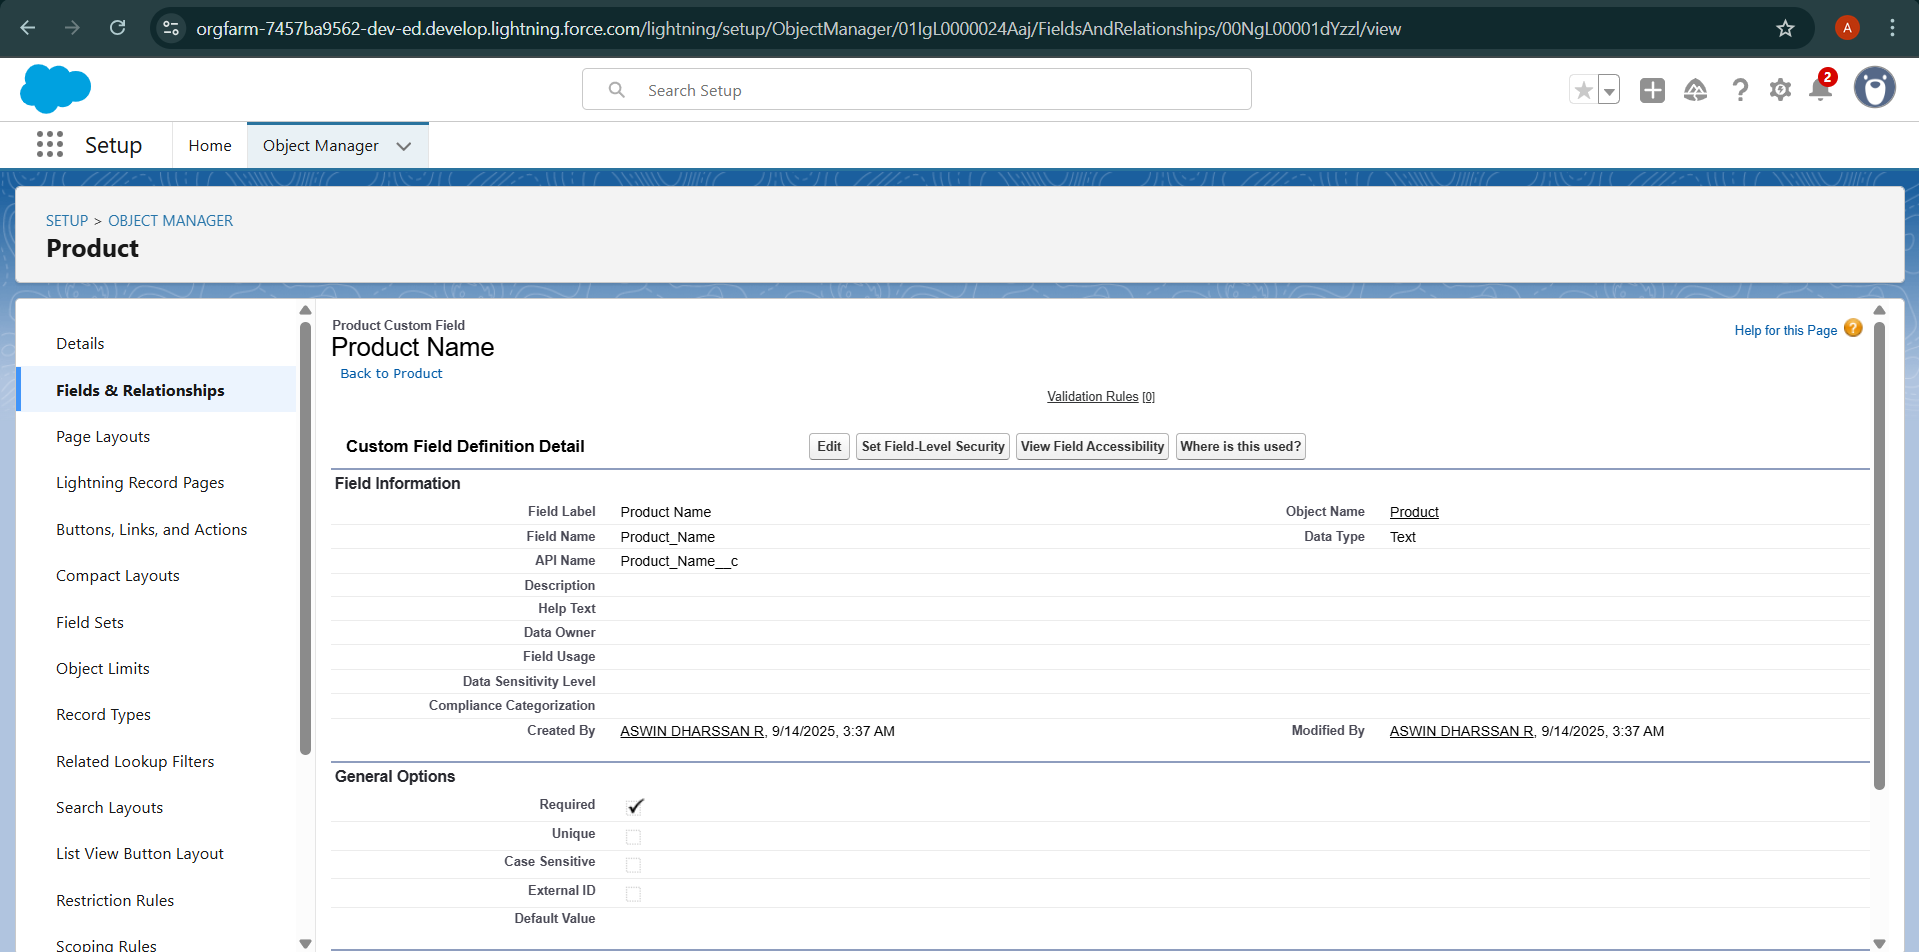 orgfarm-7457ba9562-dev-ed.develop.lightning.force.com/lightning/setup/ObjectManager/01IgL0000024Aaj/FieldsAndRelationships/00NgL00001dYzzl/view
A
Search Setup
2
Setup
Home
Object Manager
SETUP > OBJECT MANAGER
Product
Details
Fields & Relationships
Page Layouts
Lightning Record Pages
Buttons, Links, and Actions
Compact Layouts
Field Sets
Object Limits
Record Types
Related Lookup Filters
Search Layouts
List View Button Layout
Restriction Rules
Scoping Rules
Product Custom Field
Product Name
Back to Product
Help for this Page ?
Validation Rules [0]
Custom Field Definition Detail
Edit
Set Field-Level Security
View Field Accessibility
Where is this used?
Field Information
Field Label Product Name
Object Name Product
Field Name Product_Name
Data Type Text
API Name Product_Name__c
Description
Help Text
Data Owner
Field Usage
Data Sensitivity Level
Compliance Categorization
Created By ASWIN DHARSSAN R, 9/14/2025, 3:37 AM
Modified By ASWIN DHARSSAN R, 9/14/2025, 3:37 AM
General Options
Required
Unique
Case Sensitive
External ID
Default Value